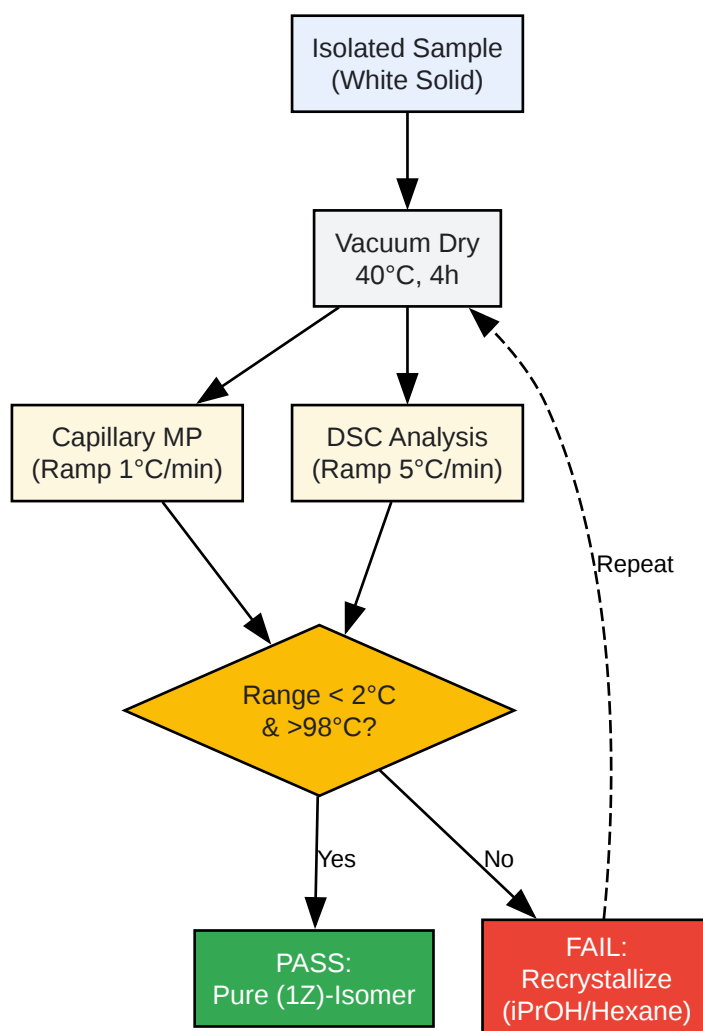 Isolated Sample
(White Solid)
Vacuum Dry
40°C, 4h
Capillary MP
(Ramp 1°C/min)
DSC Analysis
(Ramp 5°C/min)
Repeat
Range < 2°C
& >98°C?
Yes
No
PASS:
Pure (1Z)-Isomer
FAIL:
Recrystallize
(iPrOH/Hexane)